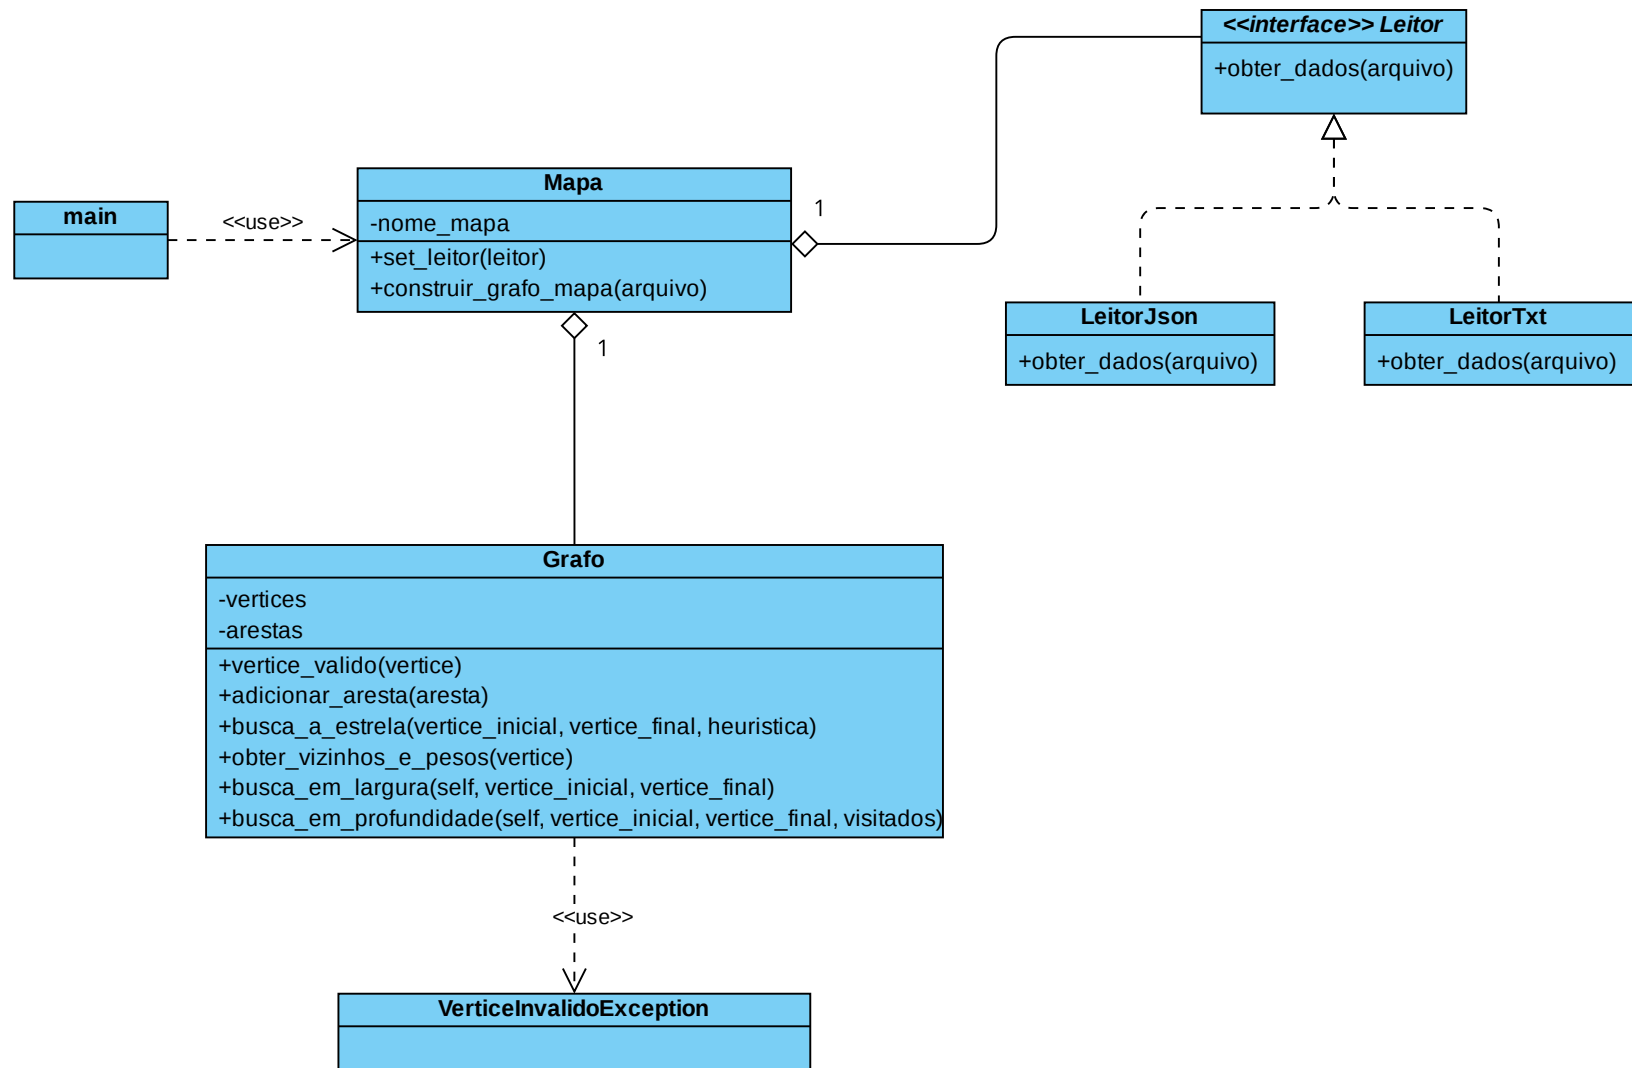 <<interface>> Leitor
+obter_dados(arquivo)
main
<<use>>
Mapa
-nome_mapa
+set_leitor(leitor)
+construir_grafo_mapa(arquivo)
1
1
LeitorJson
+obter_dados(arquivo)
LeitorTxt
+obter_dados(arquivo)
Grafo
-vertices
-arestas
+vertice_valido(vertice)
+adicionar_aresta(aresta)
+busca_a_estrela(vertice_inicial, vertice_final, heuristica)
+obter_vizinhos_e_pesos(vertice)
+busca_em_largura(self, vertice_inicial, vertice_final)
+busca_em_profundidade(self, vertice_inicial, vertice_final, visitados)
<<use>>
VerticeInvalidoException